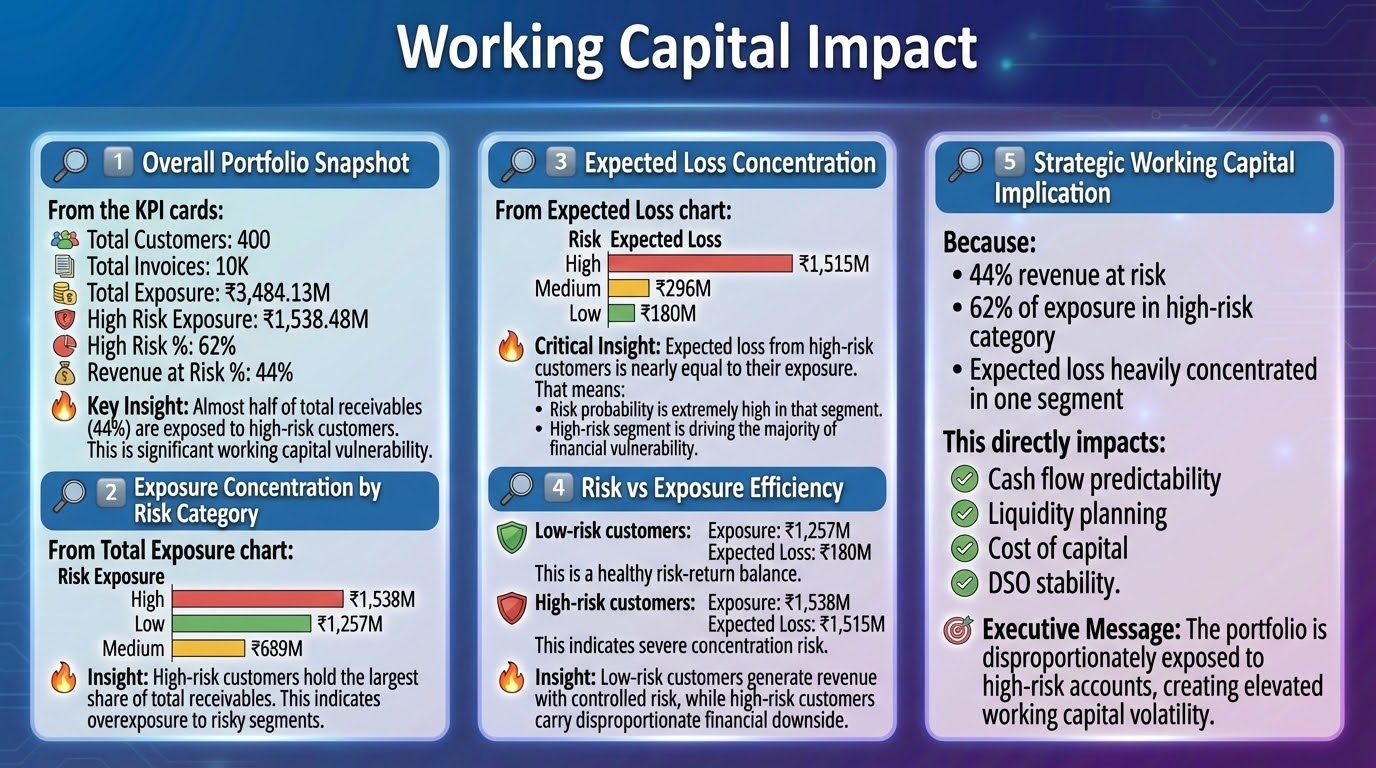 Working Capital Impact
1 Overall Portfolio Snapshot
From the KPI cards:
Total Customers: 400
Total Invoices: 10K
Total Exposure: ₹3,484.13M
High Risk Exposure: ₹1,538.48M
High Risk %: 62%
Revenue at Risk %: 44%
Key Insight: Almost half of total receivables
(44%) are exposed to high-risk customers.
This is significant working capital vulnerability.
2 Exposure Concentration by
Risk Category
From Total Exposure chart:
Risk Exposure
High ₹1,538M
Low ₹1,257M
Medium ₹689M
Insight: High-risk customers hold the largest
share of total receivables. This indicates
overexposure to risky segments.
3 Expected Loss Concentration
From Expected Loss chart:
Risk Expected Loss
High ₹1,515M
Medium ₹296M
Low ₹180M
Critical Insight: Expected loss from high-risk
customers is nearly equal to their exposure.
That means:
• Risk probability is extremely high in that segment.
• High-risk segment is driving the majority of
financial vulnerability.
4 Risk vs Exposure Efficiency
Low-risk customers: Exposure: ₹1,257M
Expected Loss: ₹180M
This is a healthy risk-return balance.
High-risk customers: Exposure: ₹1,538M
Expected Loss: ₹1,515M
This indicates severe concentration risk.
Insight: Low-risk customers generate revenue
with controlled risk, while high-risk customers
carry disproportionate financial downside.
5 Strategic Working Capital
Implication
Because:
• 44% revenue at risk
• 62% of exposure in high-risk
category
• Expected loss heavily concentrated
in one segment
This directly impacts:
Cash flow predictability
Liquidity planning
Cost of capital
DSO stability.
Executive Message: The portfolio is
disproportionately exposed to
high-risk accounts, creating elevated
working capital volatility.